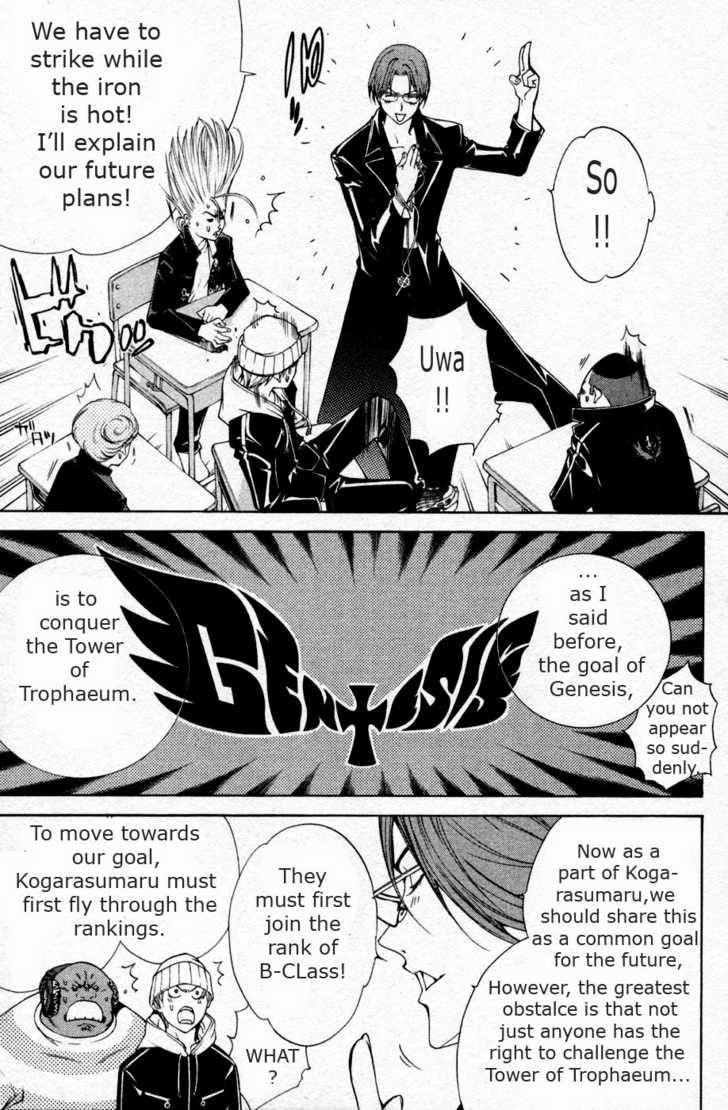 So
!!
We have to
strike while
the iron
is hot!
I'll explain
our future
plans!
Uwa
!!
ガ
タッ
...
as I
said
before,
the goal of
Genesis,
GENESIS
is to
conquer
the Tower
of
Trophaeum.
Can
you not
appear
so sud-
denly.
Now as a
part of Koga-
rasumaru,we
should share this
as a common goal
for the future,
However, the greatest
obstalce is that not
just anyone has the
right to challenge the
Tower of Trophaeum...
They
must first
join the
rank of
B-CLass!
To move towards
our goal,
Kogarasumaru must
first fly through the
rankings.
WHAT
?